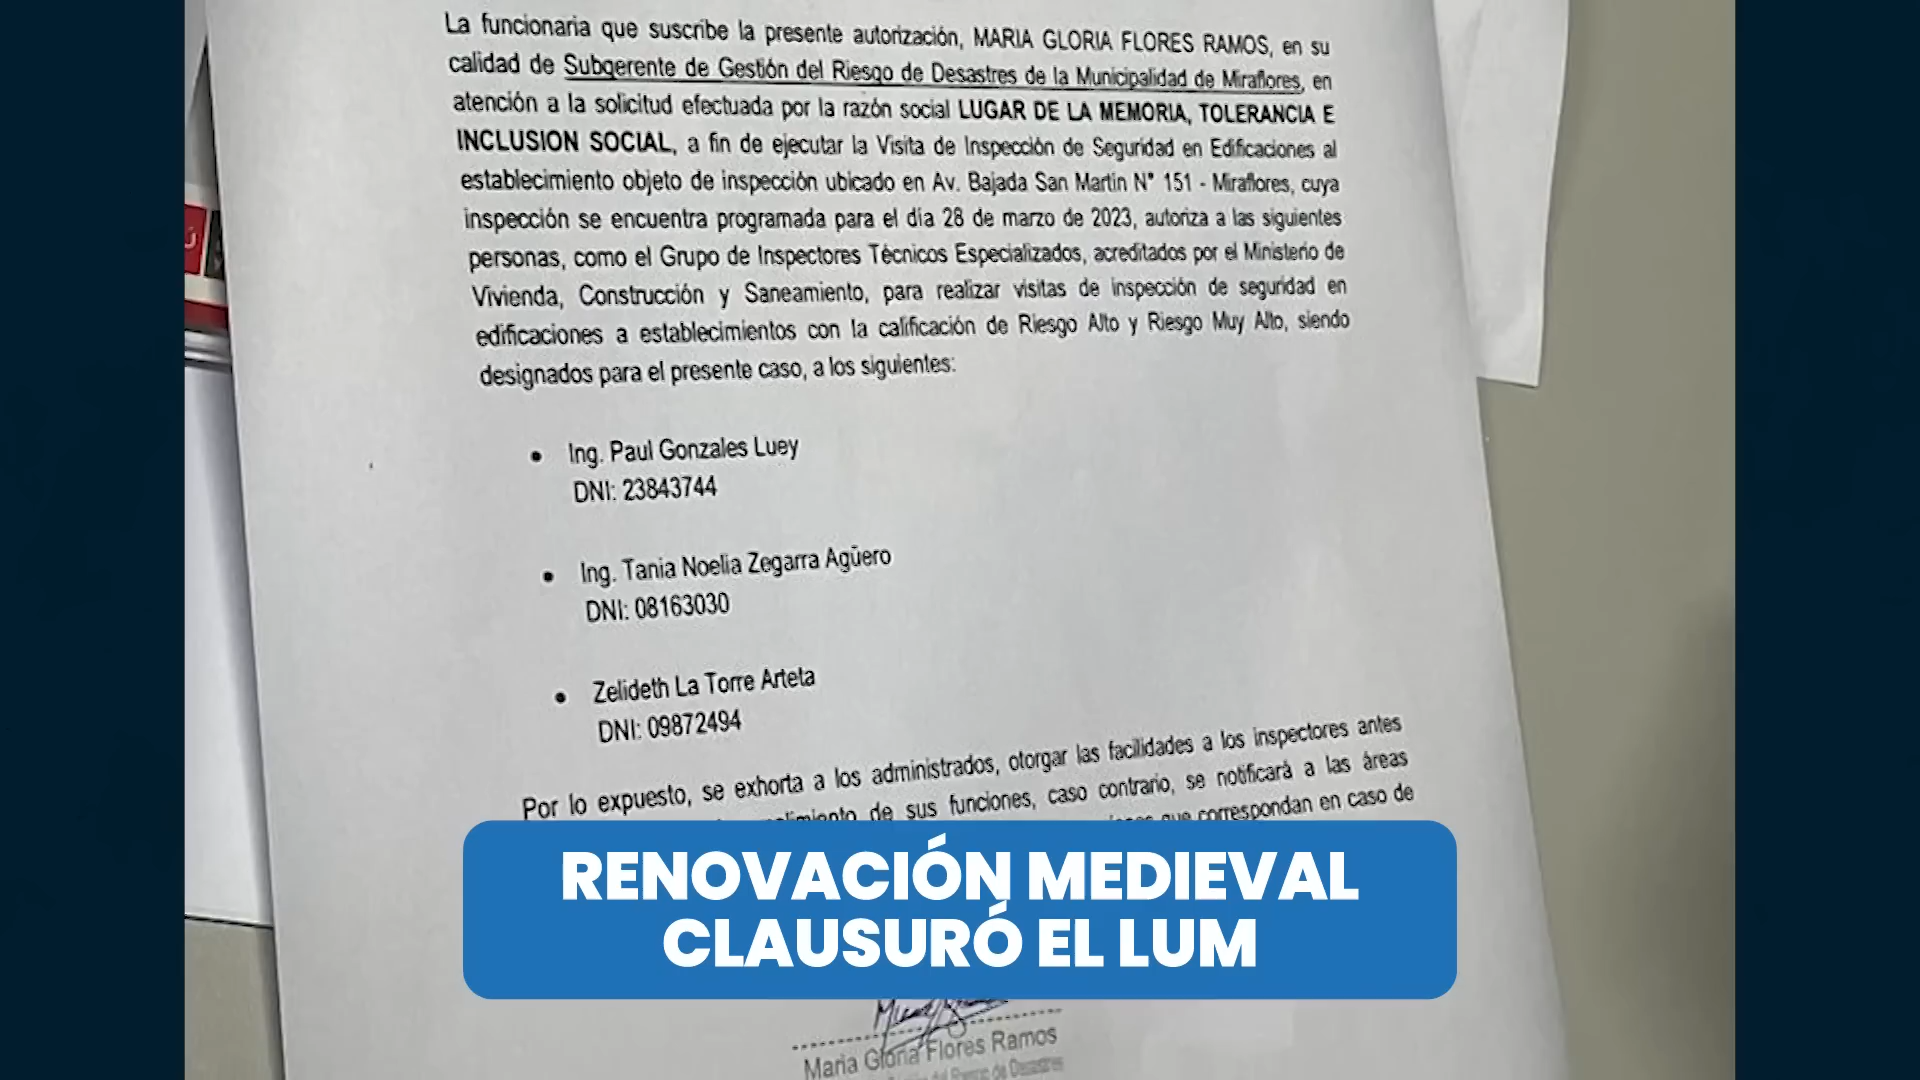 La funcionaria que suscribe la presente autorización, MARIA GLORIA FLORES RAMOS, en su
calidad de Subgerente de Gestión del Riesgo de Desastres de la Municipalidad de Miraflores, en
atención a la solicitud efectuada por la razón social LUGAR DE LA MEMORIA, TOLERANCIA E
INCLUSION SOCIAL, a fin de ejecutar la Visita de Inspección de Seguridad en Edificaciones al
establecimiento objeto de inspección ubicado en Av. Bajada San Martin N° 151 - Miraflores, cuya
inspección se encuentra programada para el día 28 de marzo de 2023, autoriza a las siguientes
personas, como el Grupo de Inspectores Técnicos Especializados, acreditados por el Ministerio de
Vivienda, Construcción y Saneamiento, para realizar visitas de inspección de seguridad en
edificaciones a establecimientos con la calificación de Riesgo Alto y Riesgo Muy Alto, siendo
designados para el presente caso, a los siguientes:
• Ing. Paul Gonzales Luey
DNI: 23843744
• Ing. Tania Noelia Zegarra Agüero
DNI: 08163030
• Zelideth La Torre Arteta
DNI: 09872494
Por lo expuesto, se exhorta a los administrados, otorgar las facilidades a los inspectores antes
de sus funciones, caso contrario, se notificará a las áreas
que correspondan en caso de
RENOVACIÓN MEDIEVAL
CLAUSURÓ EL LUM
Maria Gloria Flores Ramos
del Riesgo de Desastres